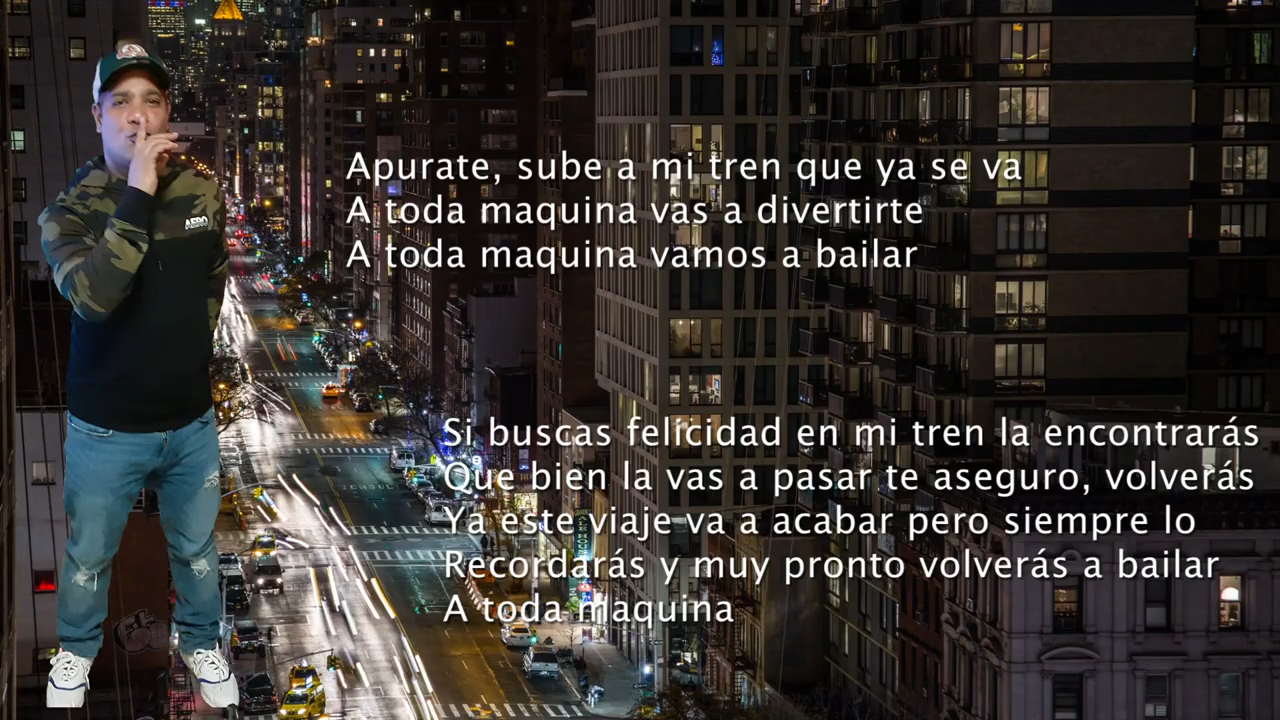 AERO
Apurate, sube a mi tren que ya se va
A toda maquina vas a divertirte
A toda maquina vamos a bailar
Si buscas felicidad en mi tren la encontrarás
Que bien la vas a pasar te aseguro, volverás
Ya este viaje va a acabar pero siempre lo
Recordarás y muy pronto volverás a bailar
A toda maquina